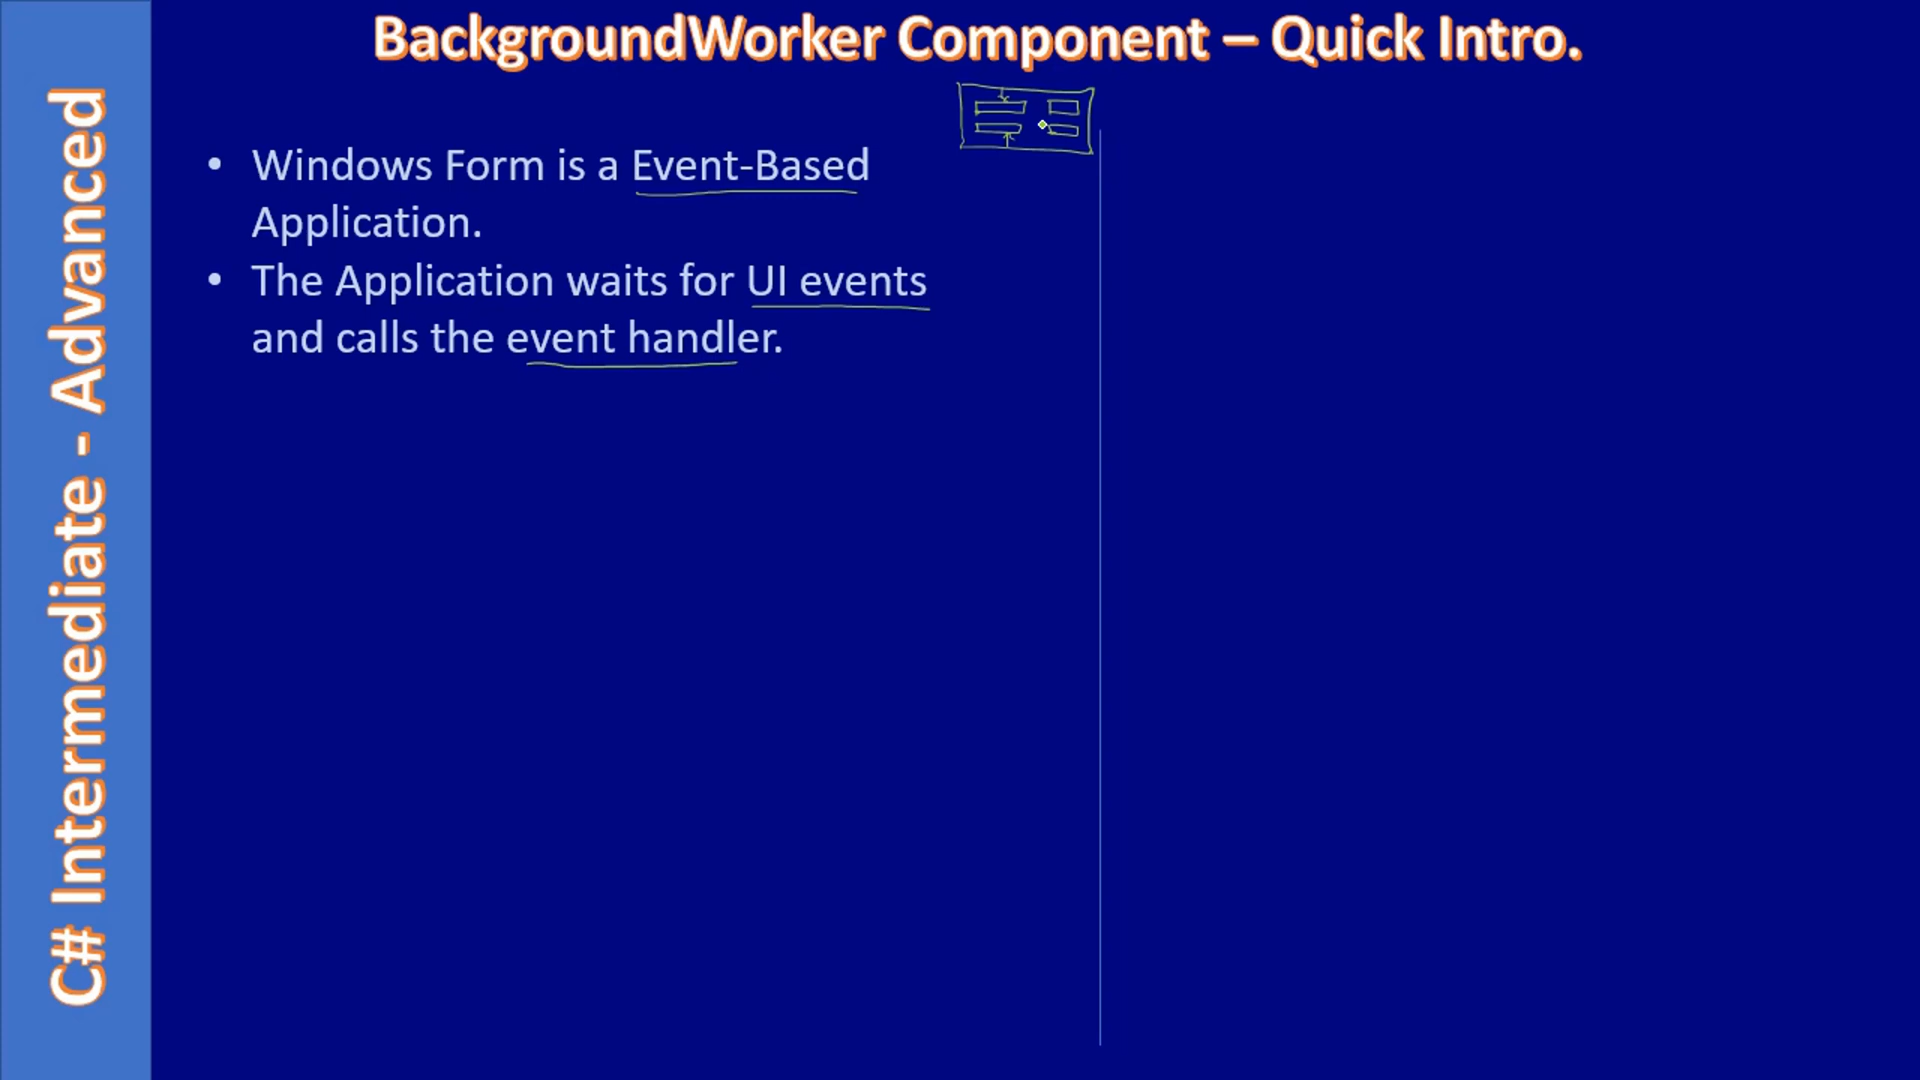 BackgroundWorker Component – Quick Intro.
C# Intermediate - Advanced
• Windows Form is a Event-Based
Application.
• The Application waits for UI events
and calls the event handler.